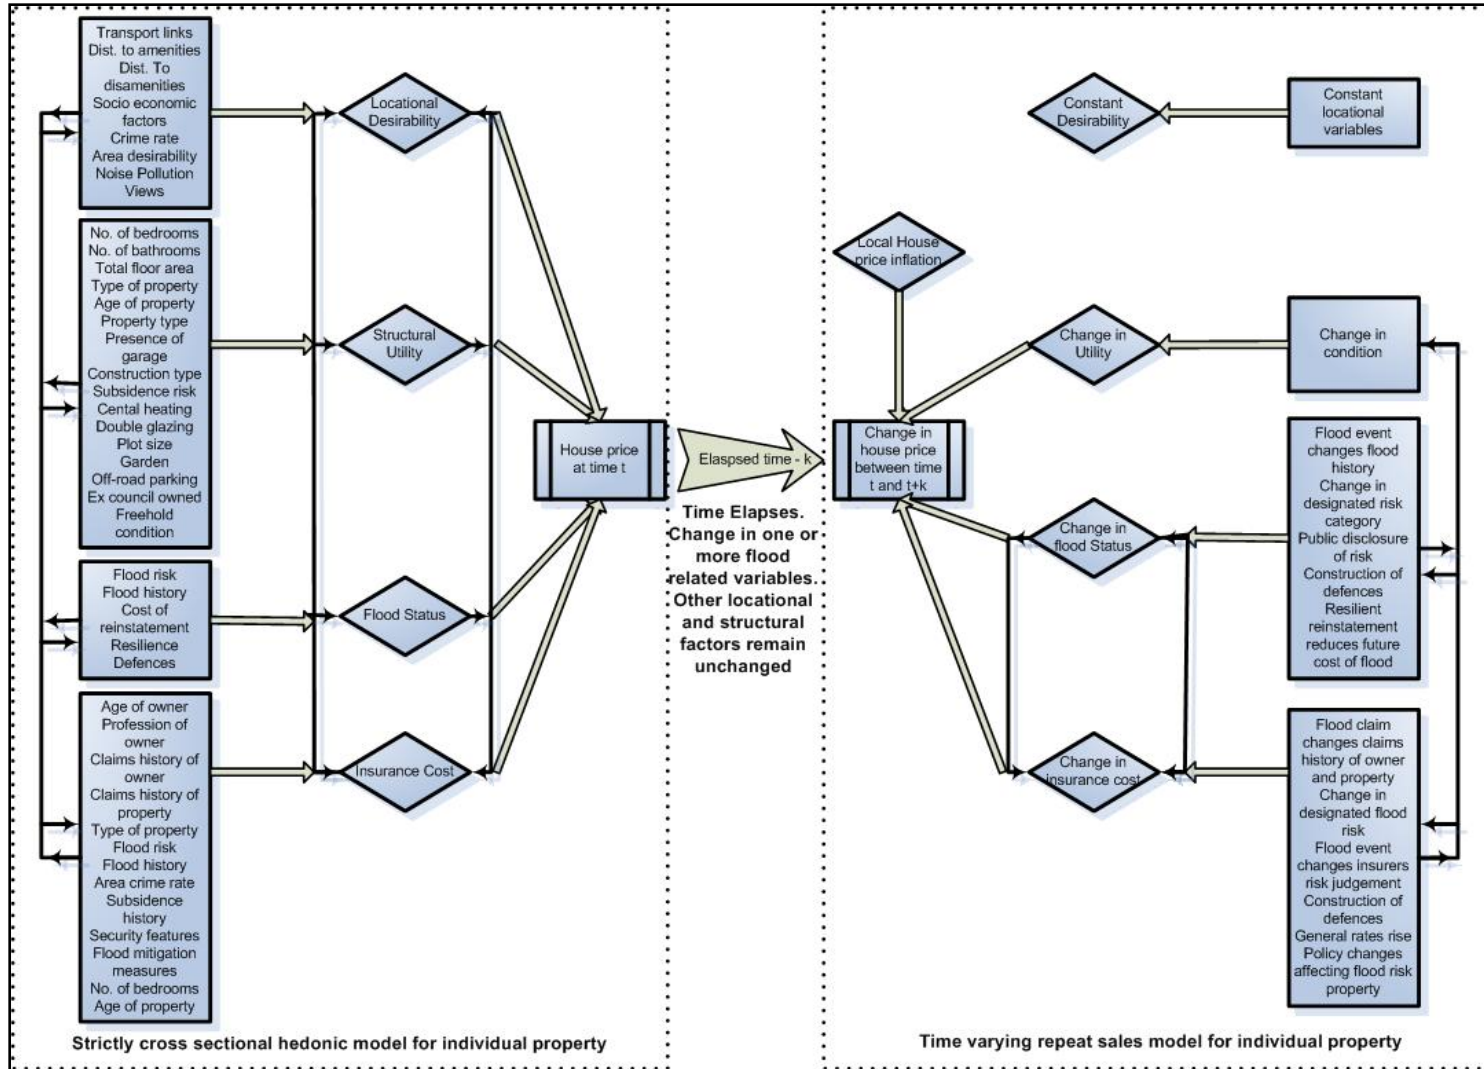 Transport links
Dist. to amenities
Dist. To
disamenities
Socio economic
factors
Crime rate
Area desirability
Noise Pollution
Views
No. of bedrooms
No. of bathrooms
Total floor area
Type of property
Age of property
Property type
Presence of
garage
Construction type
Subsidence risk
Cental heating
Double glazing
Plot size
Garden
Off-road parking
Ex council owned
Freehold
condition
Flood risk
Flood history
Cost of
reinstatement
Resilience
Defences
Age of owner
Profession of
owner
Claims history of
owner
Claims history of
property
Type of property
Flood risk
Flood history
Area crime rate
Subsidence
history
Security features
Flood mitigation
measures
No. of bedrooms
Age of property
Locational
Desirability
Structural
Utility
Flood Status
Insurance Cost
House price
at time t
Strictly cross sectional hedonic model for individual property
Elaspsed time - k
Time Elapses.
Change in one or
more flood
related variables.
Other locational
and structural
factors remain
unchanged
Constant
Desirability
Constant
locational
variables
Local House
price inflation
Change in
Utility
Change in
condition
Change in
house price
between time
t and t+k
Change in
flood Status
Flood event
changes flood
history
Change in
designated risk
category
Public disclosure
of risk
Construction of
defences
Resilient
reinstatement
reduces future
cost of flood
Change in
insurance cost
Flood claim
changes claims
history of owner
and property
Change in
designated flood
risk
Flood event
changes insurers
risk judgement
Construction of
defences
General rates rise
Policy changes
affecting flood risk
property
Time varying repeat sales model for individual property